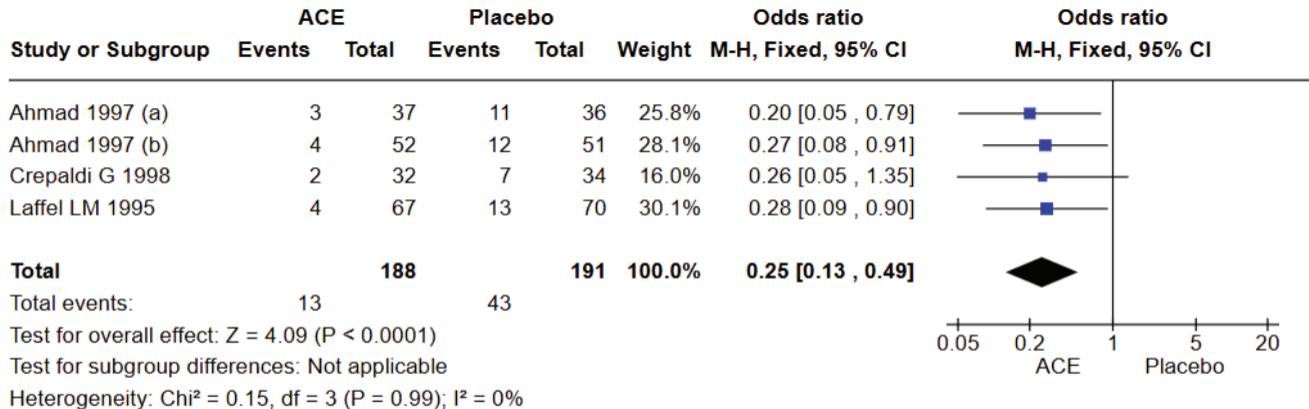 ACE Placebo Odds ratio Odds ratio
Study or Subgroup Events Total Events Total Weight M-H, Fixed, 95% CI M-H, Fixed, 95% CI
Ahmad 1997 (a) 3 37 11 36 25.8% 0.20 [0.05 , 0.79]
Ahmad 1997 (b) 4 52 12 51 28.1% 0.27 [0.08 , 0.91]
Crepaldi G 1998 2 32 7 34 16.0% 0.26 [0.05 , 1.35]
Laffel LM 1995 4 67 13 70 30.1% 0.28 [0.09 , 0.90]
Total 188 191 100.0% 0.25 [0.13 , 0.49]
Total events: 13 43
Test for overall effect: Z = 4.09 (P < 0.0001)
Test for subgroup differences: Not applicable
Heterogeneity: Chi² = 0.15, df = 3 (P = 0.99); I² = 0%
0.05 0.2 1 5 20
ACE Placebo